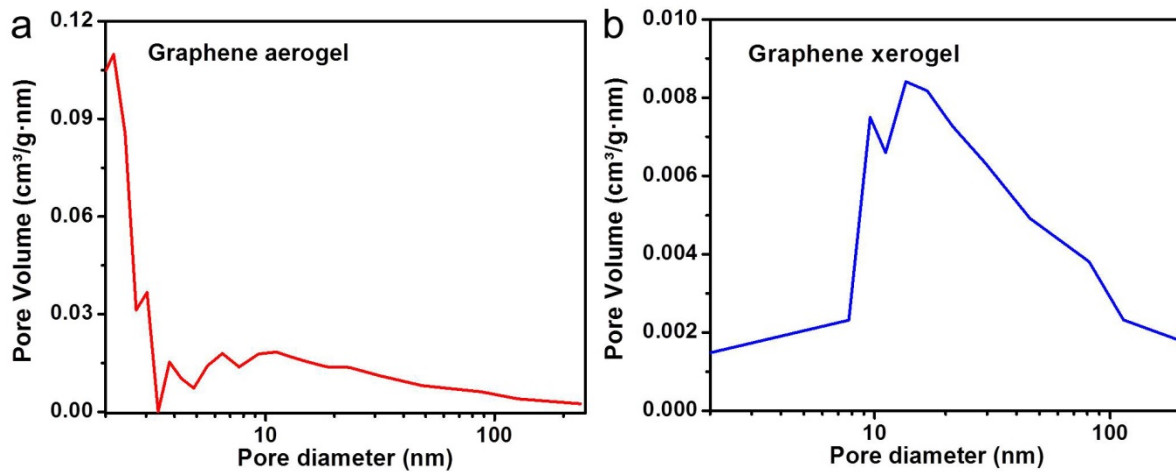 a
Graphene aerogel
Pore Volume (cm³/g·nm)
0.12
0.09
0.06
0.03
0.00
10
100
Pore diameter (nm)
b
Graphene xerogel
Pore Volume (cm³/g·nm)
0.010
0.008
0.006
0.004
0.002
0.000
10
100
Pore diameter (nm)